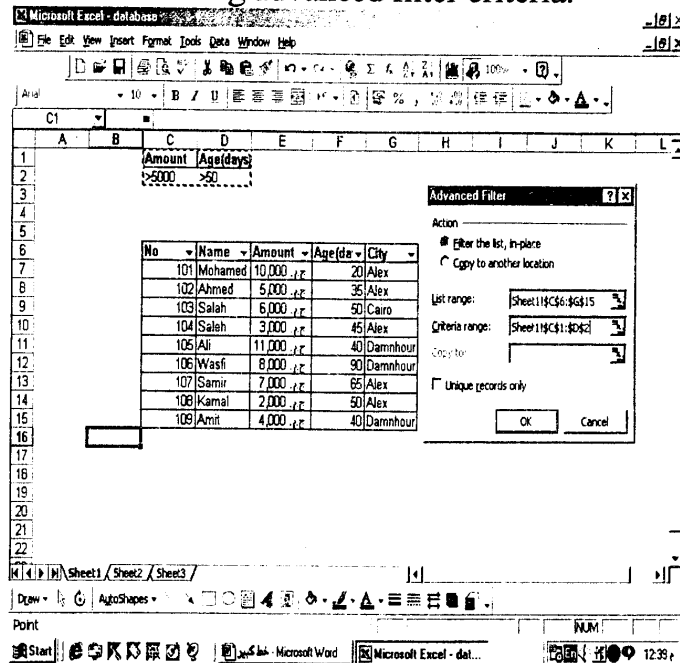 advanced filter criteria.
Microsoft Excel - database
File Edit View Insert Format Tools Data Window Help
100%
Arial 10 B I U %
C1 =
A B C D E F G H I J K L
1 Amount Age(days
2 >5000 >50
3
4
5
6 No Name Amount Age(da City
7 101 Mohamed 10,000 ج.م. 20 Alex
8 102 Ahmed 5,000 ج.م. 35 Alex
9 103 Salah 6,000 ج.م. 50 Cairo
10 104 Saleh 3,000 ج.م. 45 Alex
11 105 Ali 11,000 ج.م. 40 Damnhour
12 106 Wasfi 8,000 ج.م. 90 Damnhour
13 107 Samir 7,000 ج.م. 65 Alex
14 108 Kamal 2,000 ج.م. 50 Alex
15 109 Amit 4,000 ج.م. 40 Damnhour
16
17
18
19
20
21
22
Advanced Filter
Action
Filter the list, in-place
Copy to another location
List range: Sheet1!$C$6:$G$15
Criteria range: Sheet1!$C$1:$D$2
Copy to:
Unique records only
OK Cancel
Sheet1 Sheet2 Sheet3
Draw AutoShapes
Point NUM
Start Microsoft Word Microsoft Excel - dat... En 12:39 م